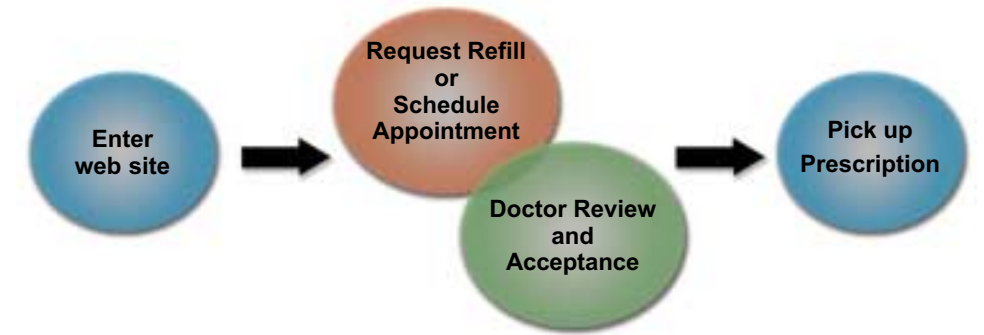 Enter
web site
Request Refill
or
Schedule
Appointment
Doctor Review
and
Acceptance
Pick up
Prescription